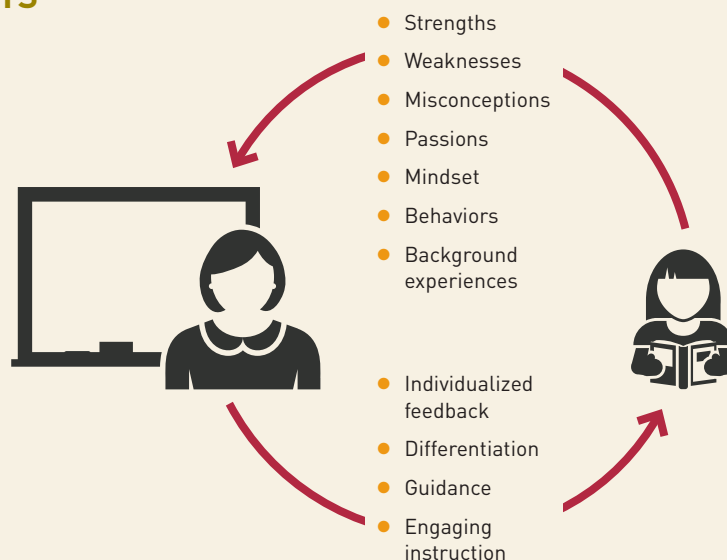 Strengths
Weaknesses
Misconceptions
Passions
Mindset
Behaviors
Background
experiences
Individualized
feedback
Differentiation
Guidance
Engaging
instruction